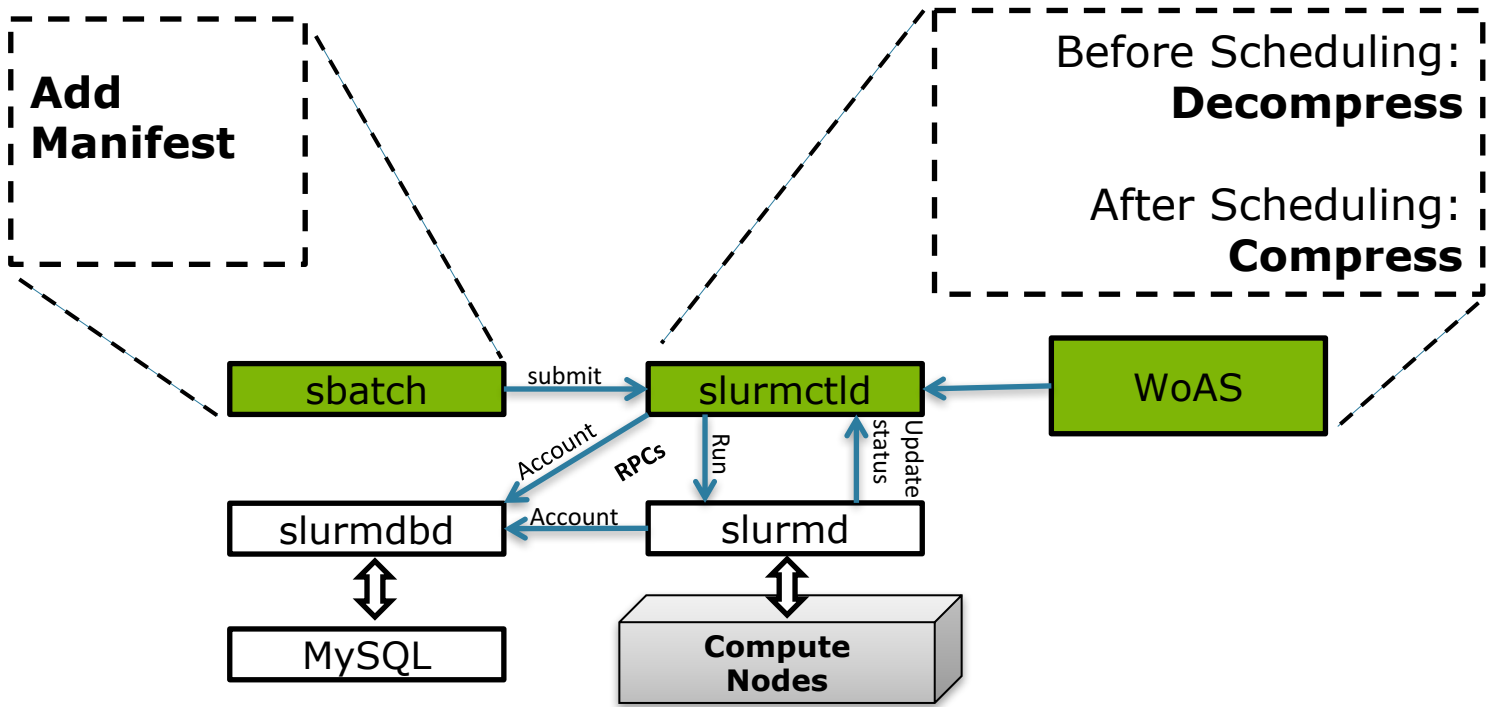 Add
Manifest
Before Scheduling:
Decompress
After Scheduling:
Compress
sbatch
submit
slurmctld
WoAS
Account
RPCs
Run
Update
status
slurmdbd
Account
slurmd
MySQL
Compute
Nodes